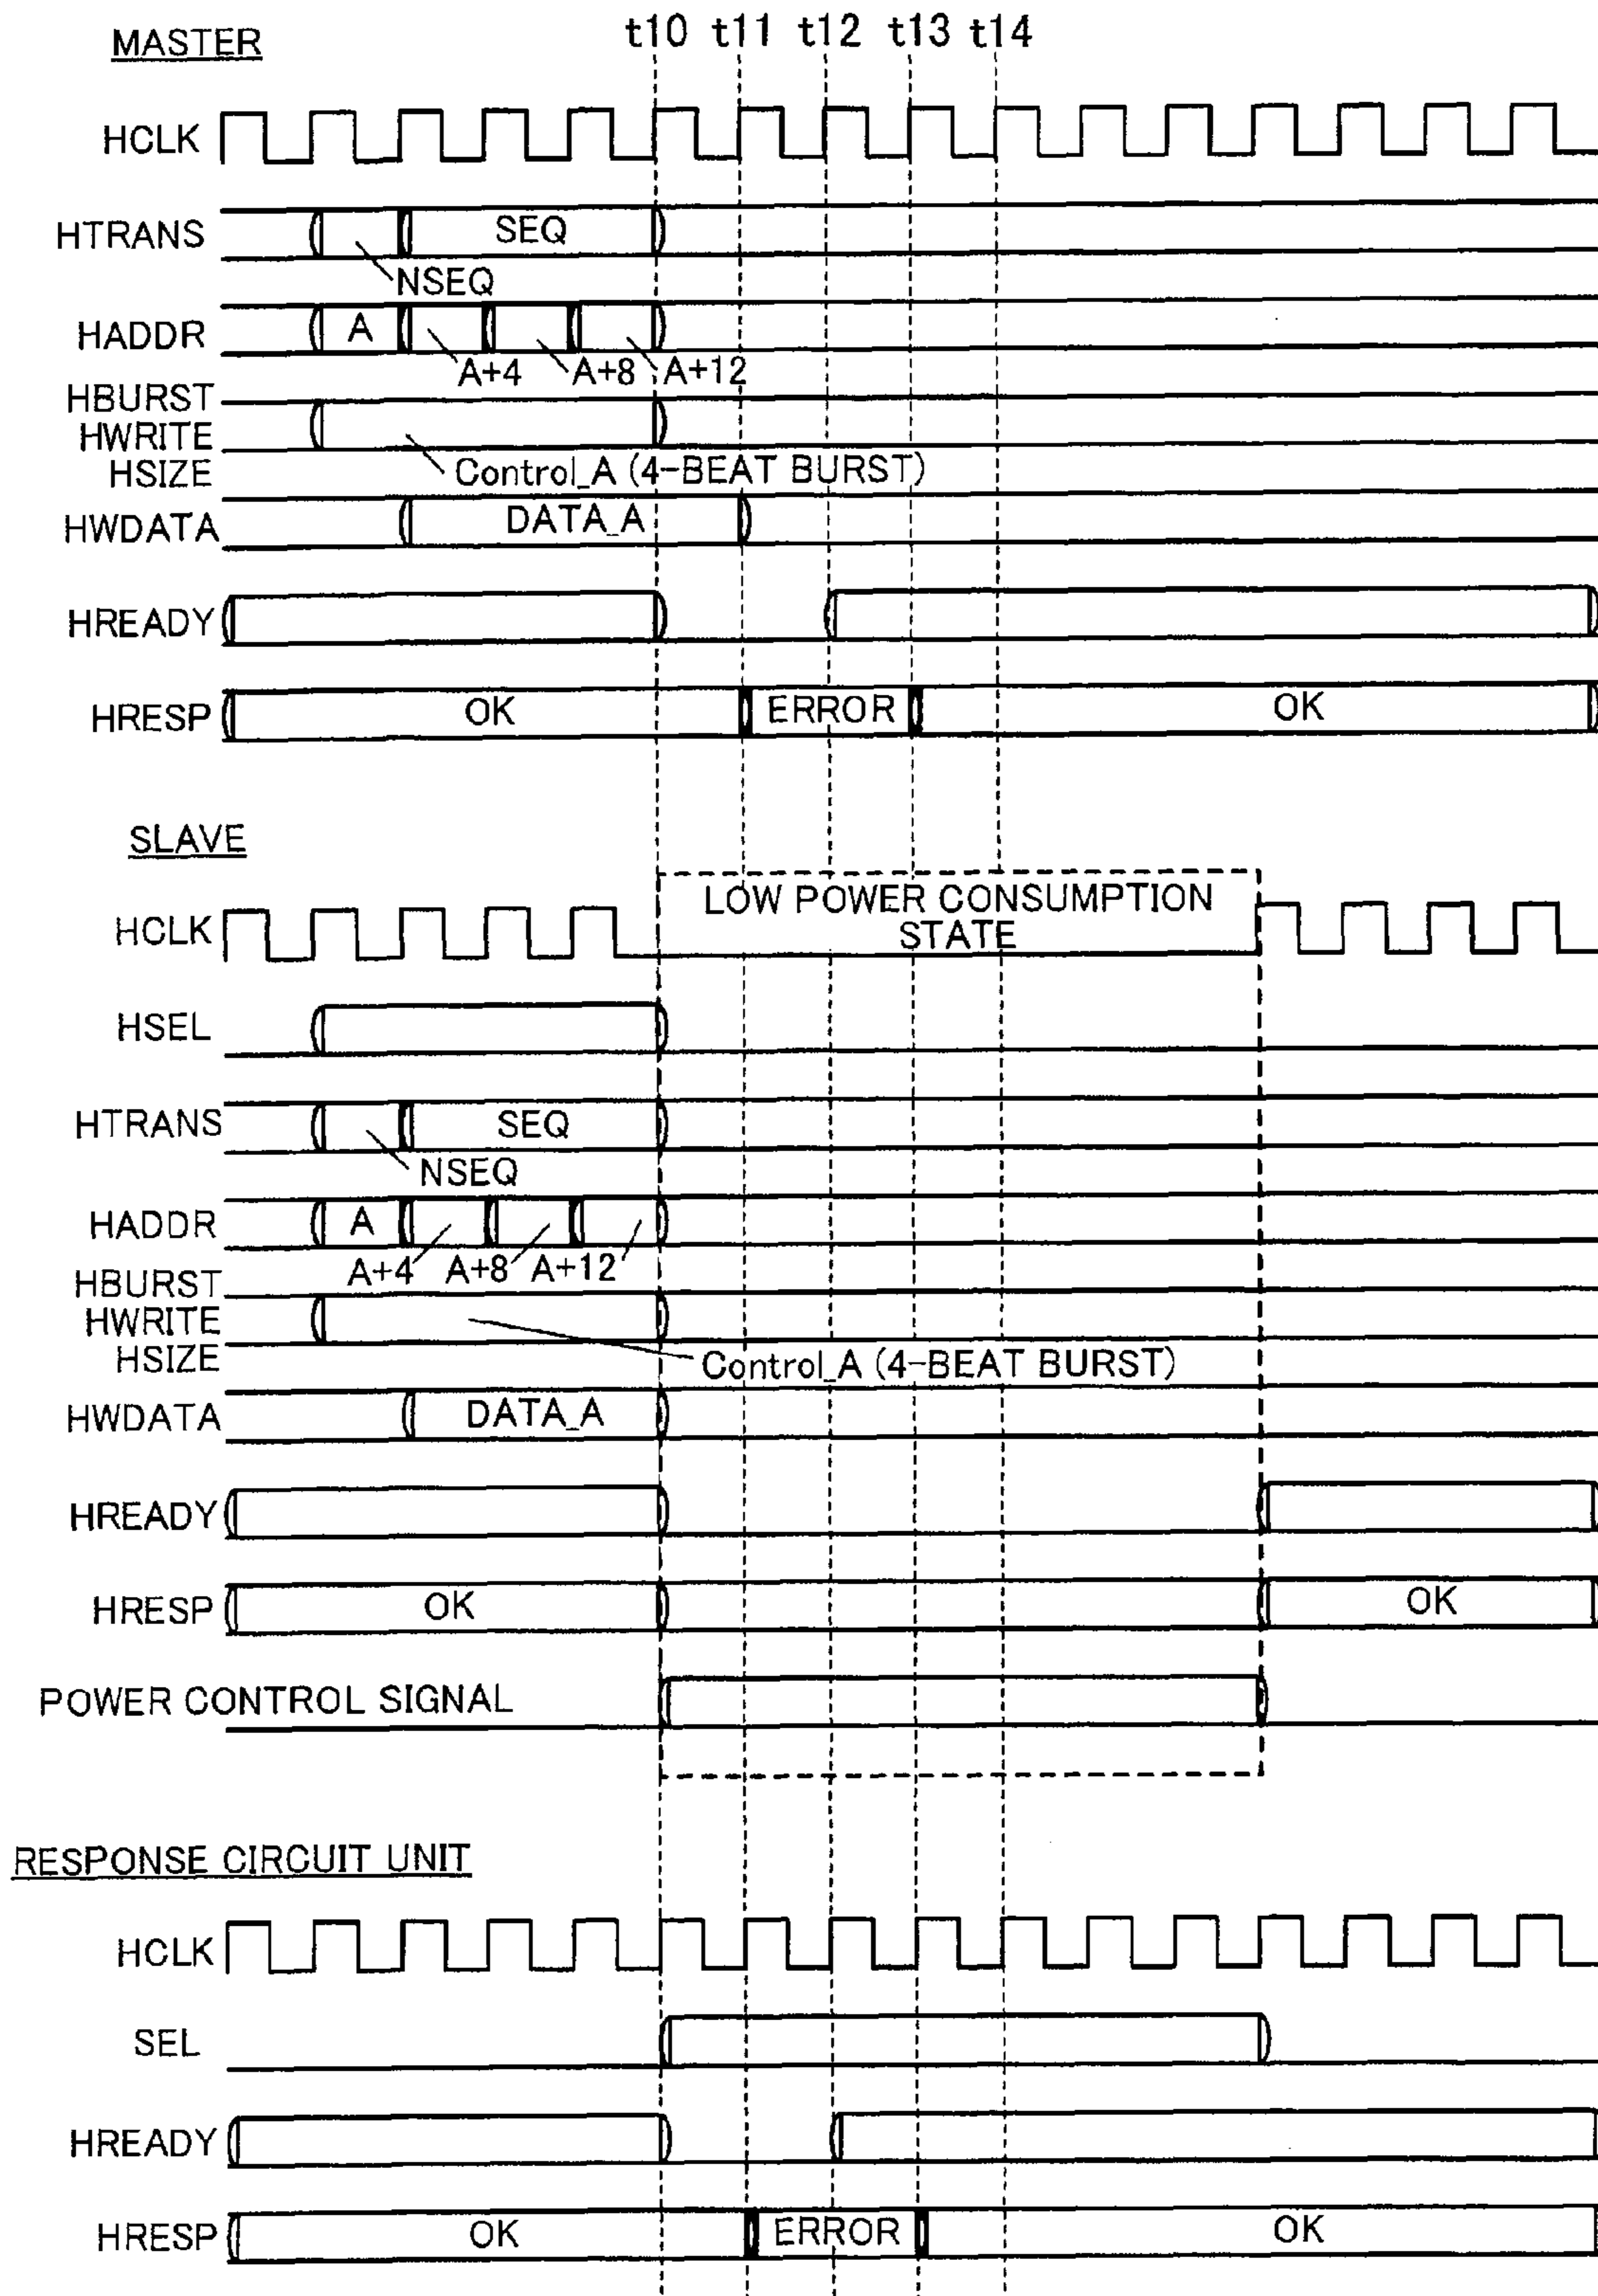 MASTER
t10 t11 t12 t13 t14
HCLK
HTRANS
SEQ
NSEQ
HADDR
A
A+4 A+8 A+12
HBURST
HWRITE
HSIZE
Control_A (4-BEAT BURST)
HWDATA
DATA_A
HREADY
HRESP
OK ERROR OK
SLAVE
LOW POWER CONSUMPTION
STATE
HCLK
HSEL
HTRANS
SEQ
NSEQ
HADDR
A
A+4 A+8 A+12
HBURST
HWRITE
HSIZE
Control_A (4-BEAT BURST)
HWDATA
DATA_A
HREADY
HRESP
OK OK
POWER CONTROL SIGNAL
RESPONSE CIRCUIT UNIT
HCLK
SEL
HREADY
HRESP
OK ERROR OK